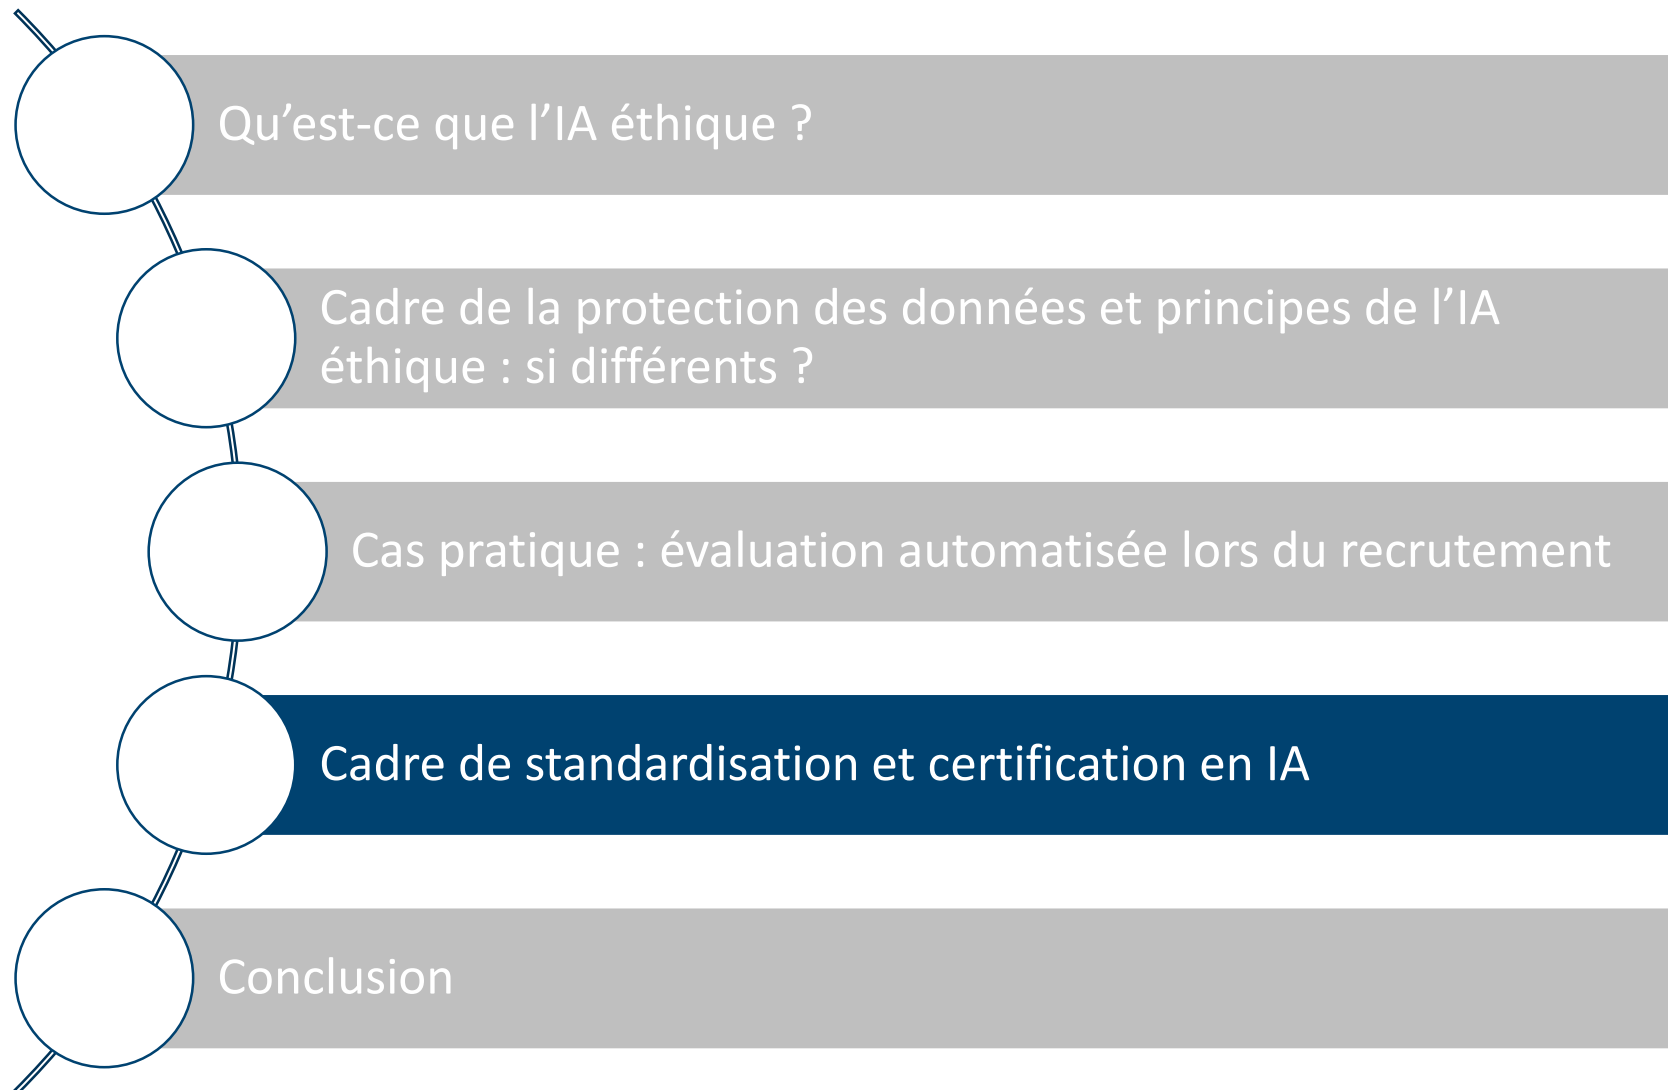 Qu’est-ce que l’IA éthique ?
Cadre de la protection des données et principes de l’IA
éthique : si différents ?
Cas pratique : évaluation automatisée lors du recrutement
Cadre de standardisation et certification en IA
Conclusion